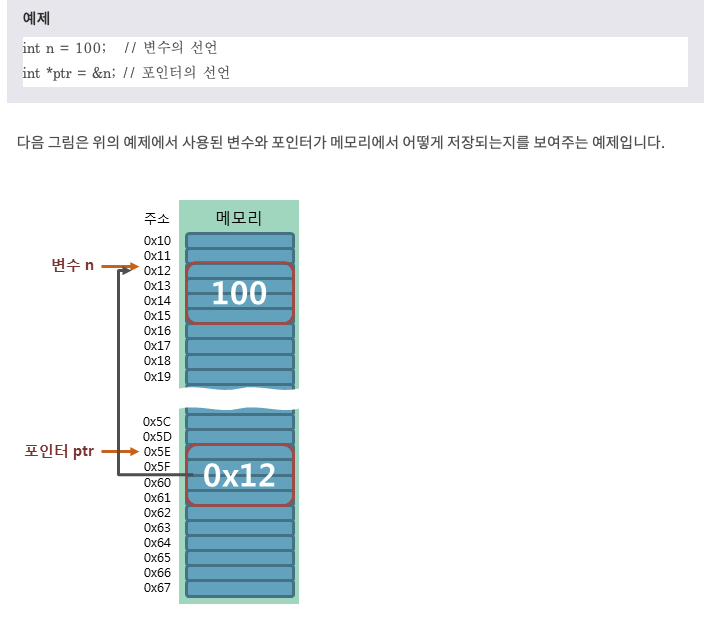 예제
int n = 100;   // 변수의 선언
int *ptr = &n; // 포인터의 선언
다음 그림은 위의 예제에서 사용된 변수와 포인터가 메모리에서 어떻게 저장되는지를 보여주는 예제입니다.
주소 메모리
0x10
0x11
변수 n 0x12
0x13
100
0x14
0x15
0x16
0x17
0x18
0x19
0x5C
0x5D
포인터 ptr 0x5E
0x5F
0x12
0x60
0x61
0x62
0x63
0x64
0x65
0x66
0x67